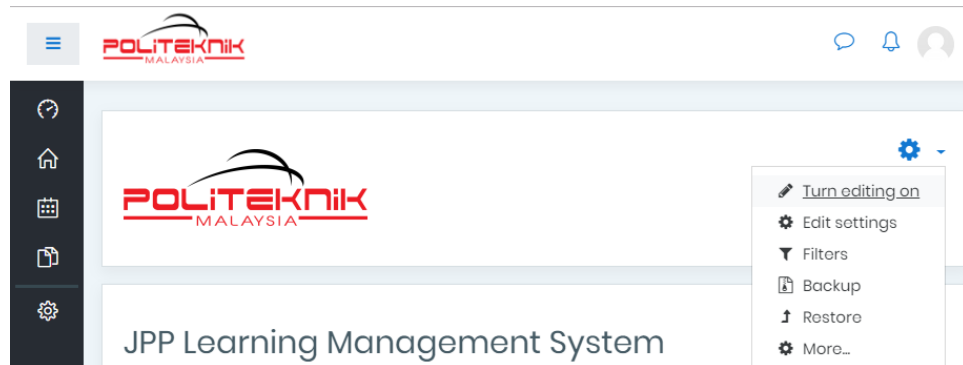 POLITEKNIK
MALAYSIA
POLITEKNIK
MALAYSIA
Turn editing on
Edit settings
Filters
Backup
Restore
More...
JPP Learning Management System